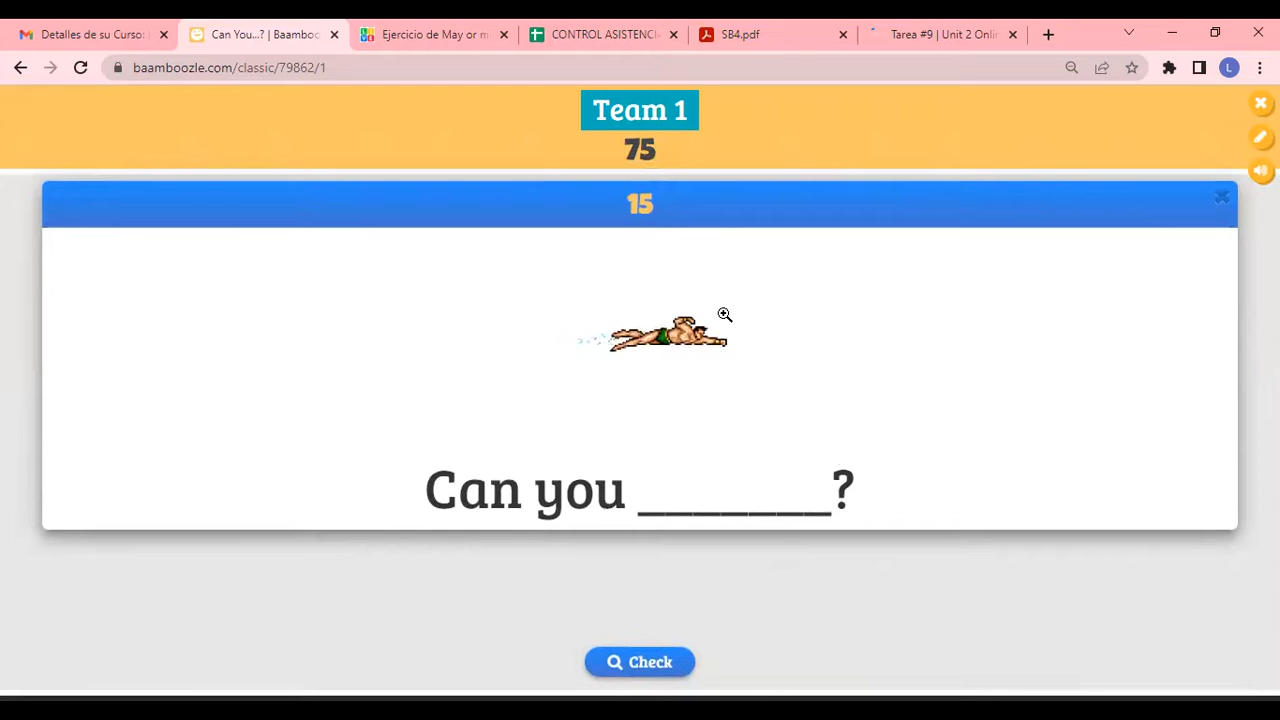 Detalles de su Curso:
Can You...? | Baamboo
Ejercicio de May or m
CONTROL ASISTENCI
SB4.pdf
Tarea #9 | Unit 2 Onlin
baamboozle.com/classic/79862/1
L
Team 1
75
15
Can you _______?
Check